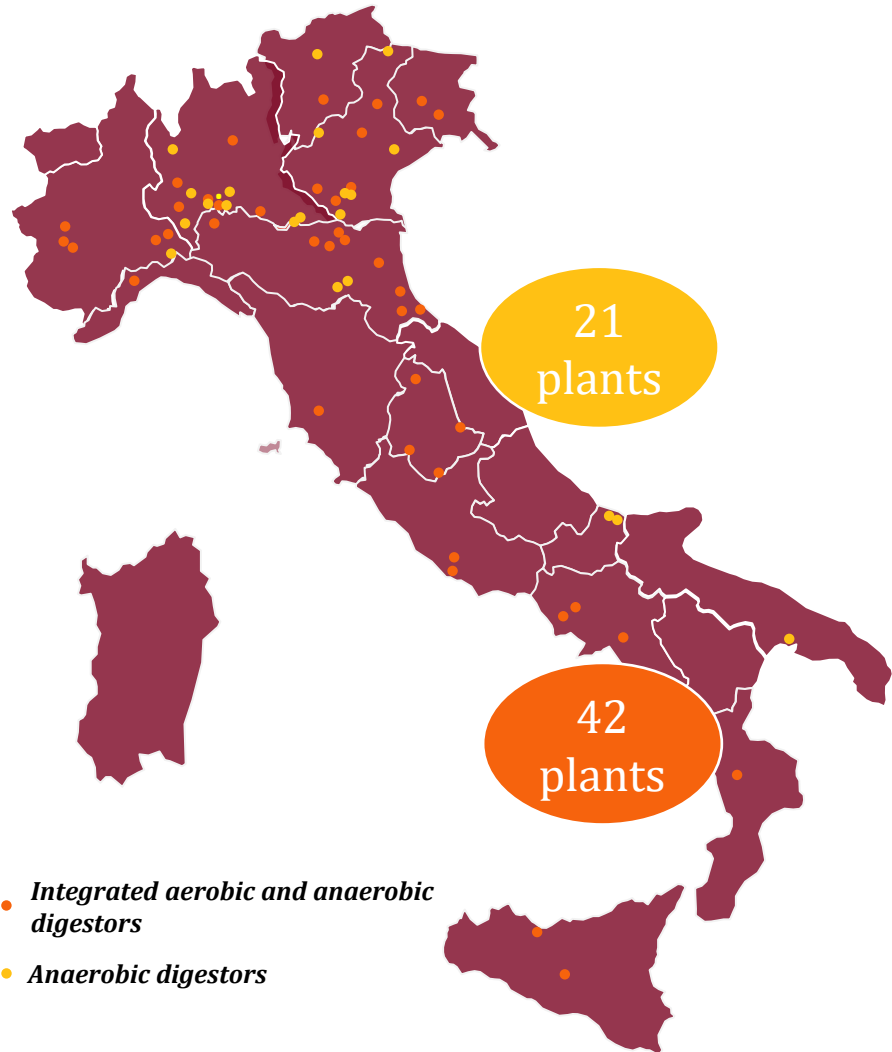 21
plants
42
plants
Integrated aerobic and anaerobic
digestors
Anaerobic digestors